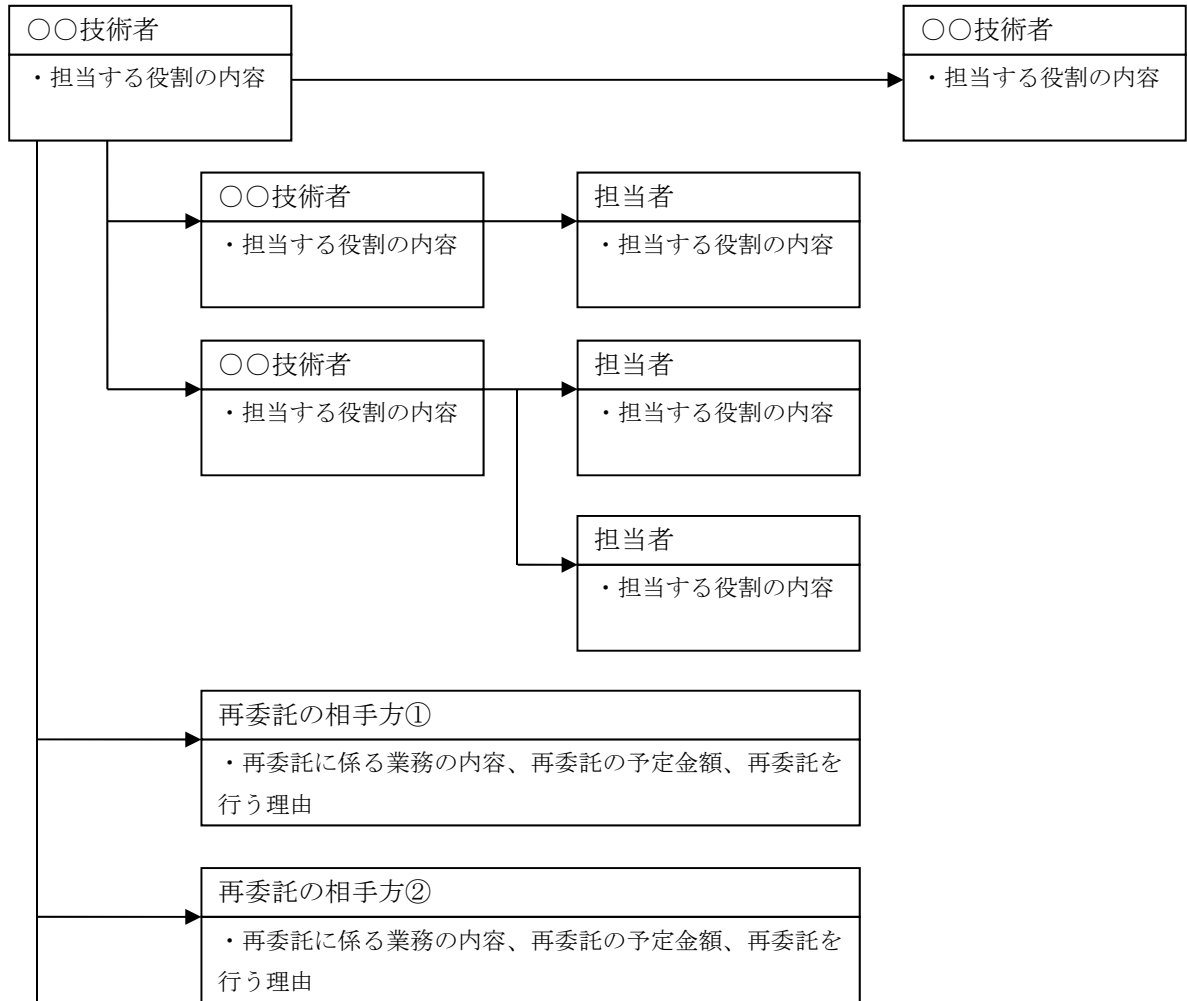 〇〇技術者
・担当する役割の内容
〇〇技術者
・担当する役割の内容
〇〇技術者
・担当する役割の内容
担当者
・担当する役割の内容
〇〇技術者
・担当する役割の内容
担当者
・担当する役割の内容
担当者
・担当する役割の内容
再委託の相手方①
・再委託に係る業務の内容、再委託の予定金額、再委託を
行う理由
再委託の相手方②
・再委託に係る業務の内容、再委託の予定金額、再委託を
行う理由